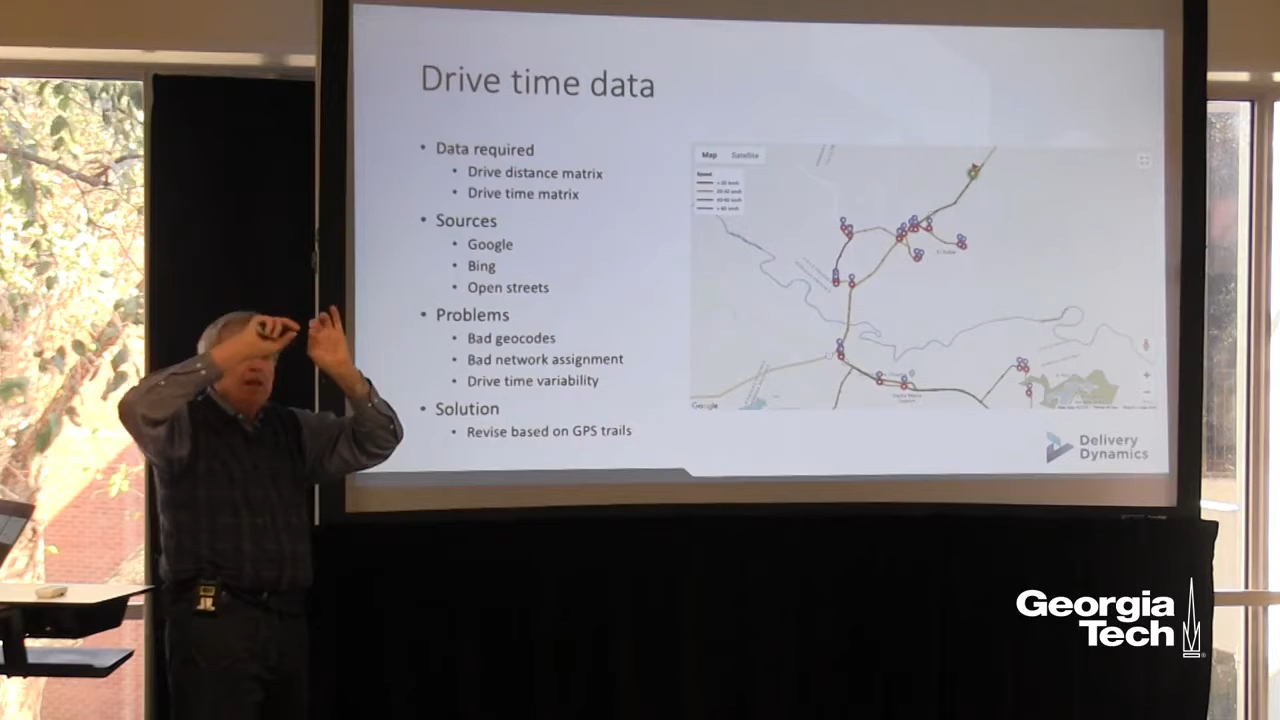 Drive time data
• Data required
• Drive distance matrix
• Drive time matrix
• Sources
• Google
• Bing
• Open streets
• Problems
• Bad geocodes
• Bad network assignment
• Drive time variability
• Solution
• Revise based on GPS trails
Map Satellite
Speed
Google
Delivery
Dynamics
Georgia
Tech